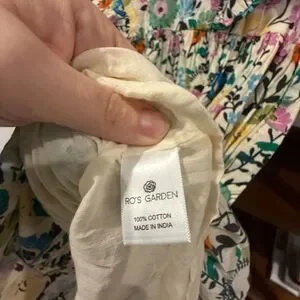 RO'S GARDEN
100% COTTON
MADE IN INDIA